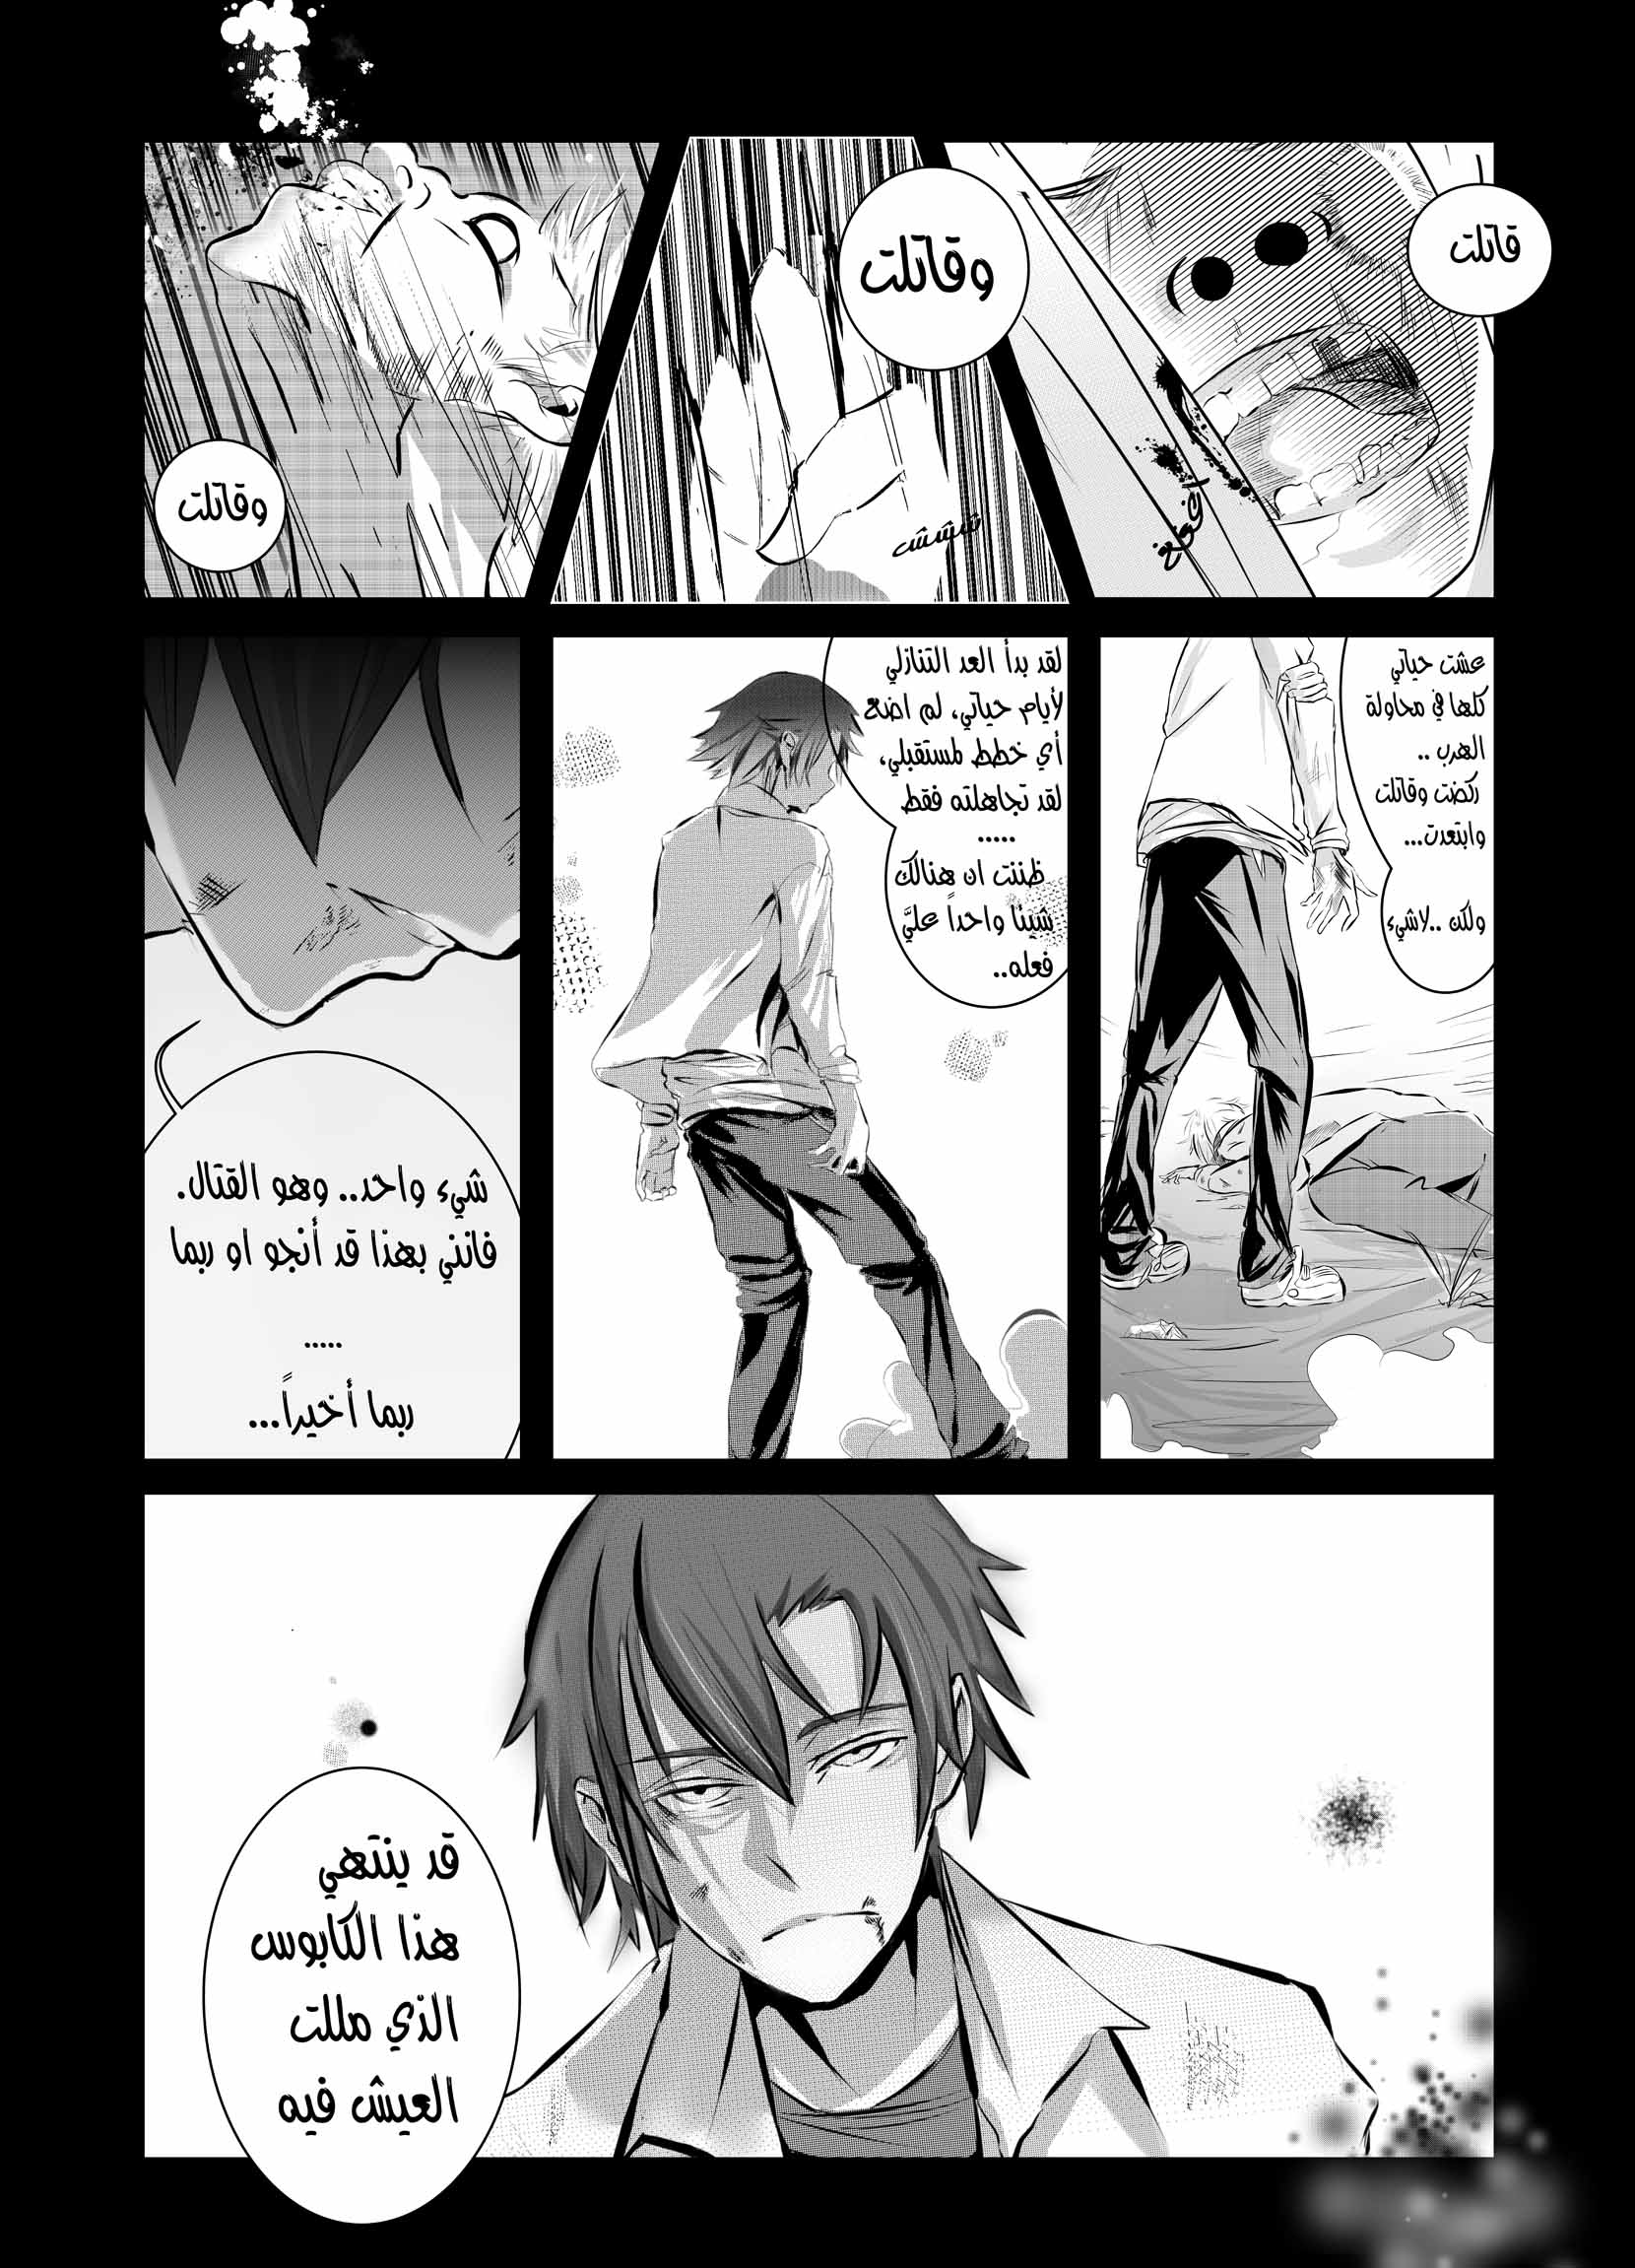 قاتلت
وقاتلت
شششت
وقاتلت
عشت حياتي
كلها في محاولة
الهرب ..
ركضت وقاتلت
وابتعدت...
ولكن ..لاشيء
لقد بدأ العد التنازلي
لأيام حياتي، لم اضع
أي خطط لمستقبلي،
لقد تجاهلته فقط
.....
ظننت ان هنالك
شيئا واحداً عليَّ
فعله..
شيء واحد.. وهو القتال.
فانني بهذا قد أنجو او ربما
.....
ربما أخيراً...
قد ينتهي
هذا الكابوس
الذي مللت
العيش فيه